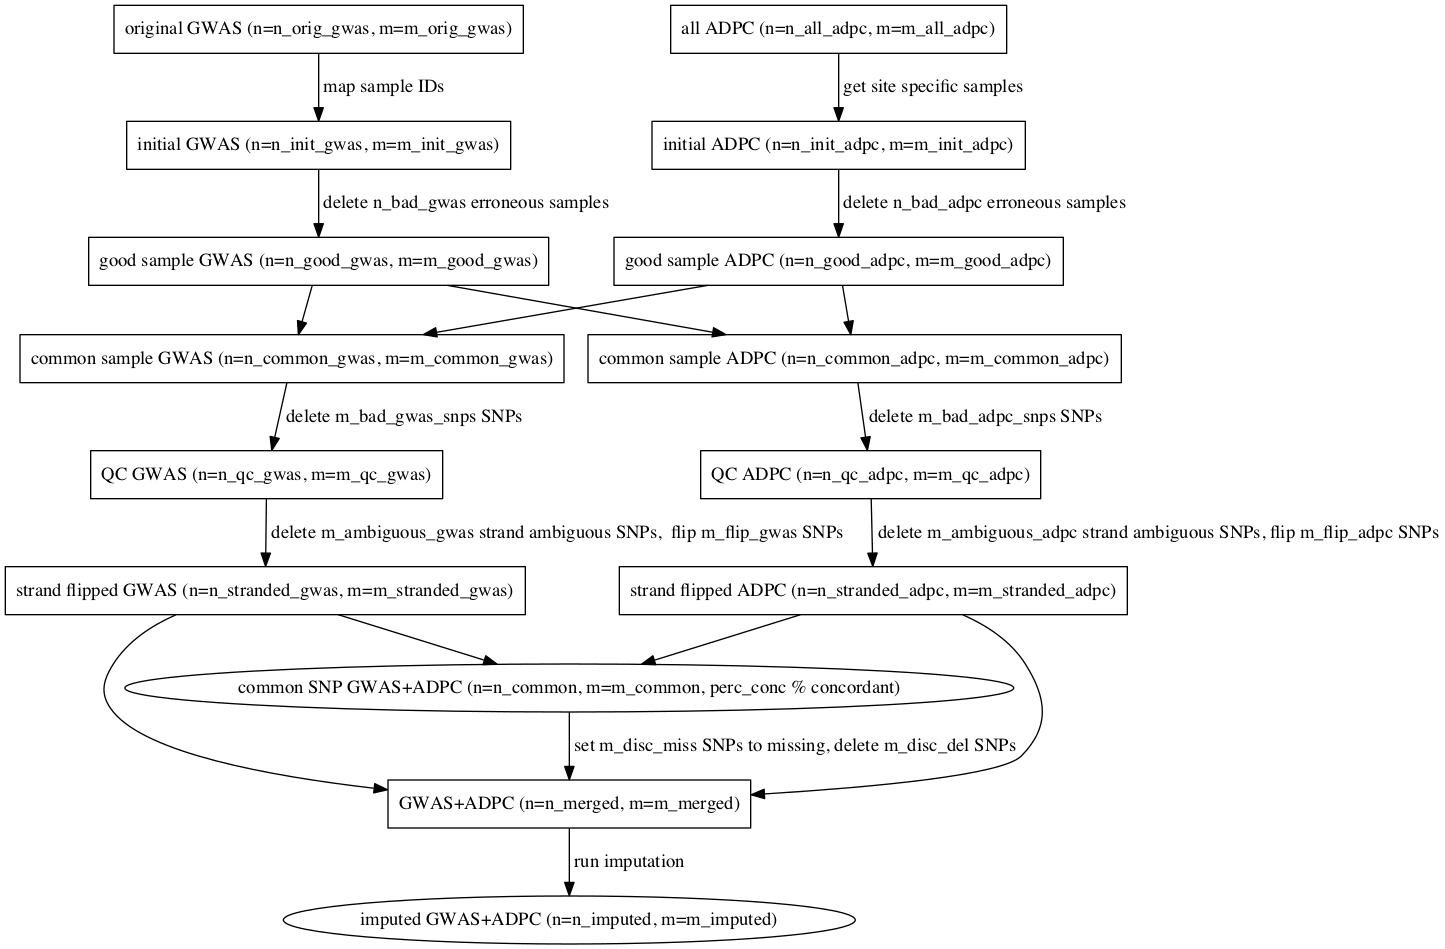 original GWAS (n=n_orig_gwas, m=m_orig_gwas)
all ADPC (n=n_all_adpc, m=m_all_adpc)
map sample IDs
get site specific samples
initial GWAS (n=n_init_gwas, m=m_init_gwas)
initial ADPC (n=n_init_adpc, m=m_init_adpc)
delete n_bad_gwas erroneous samples
delete n_bad_adpc erroneous samples
good sample GWAS (n=n_good_gwas, m=m_good_gwas)
good sample ADPC (n=n_good_adpc, m=m_good_adpc)
common sample GWAS (n=n_common_gwas, m=m_common_gwas)
common sample ADPC (n=n_common_adpc, m=m_common_adpc)
delete m_bad_gwas_snps SNPs
delete m_bad_adpc_snps SNPs
QC GWAS (n=n_qc_gwas, m=m_qc_gwas)
QC ADPC (n=n_qc_adpc, m=m_qc_adpc)
delete m_ambiguous_gwas strand ambiguous SNPs,  flip m_flip_gwas SNPs
delete m_ambiguous_adpc strand ambiguous SNPs, flip m_flip_adpc SNPs
strand flipped GWAS (n=n_stranded_gwas, m=m_stranded_gwas)
strand flipped ADPC (n=n_stranded_adpc, m=m_stranded_adpc)
common SNP GWAS+ADPC (n=n_common, m=m_common, perc_conc % concordant)
set m_disc_miss SNPs to missing, delete m_disc_del SNPs
GWAS+ADPC (n=n_merged, m=m_merged)
run imputation
imputed GWAS+ADPC (n=n_imputed, m=m_imputed)